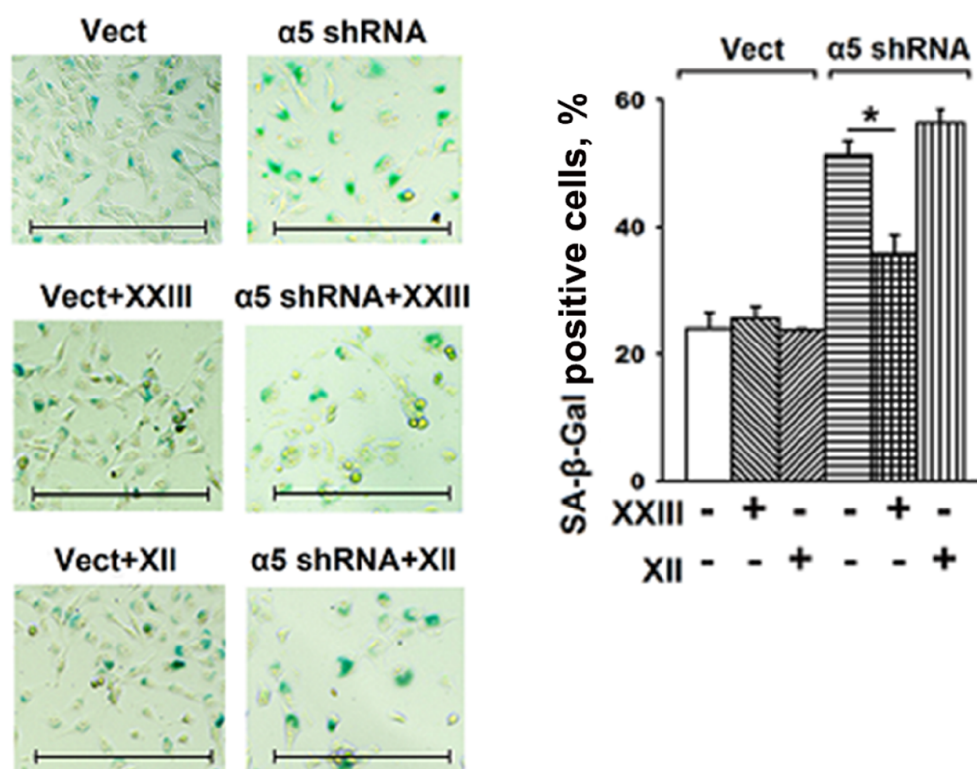 Vect
α5 shRNA
Vect+XXIII
α5 shRNA+XXIII
Vect+XII
α5 shRNA+XII
Vect
α5 shRNA
SA-β-Gal positive cells, %
60
40
20
0
*
XXIII - + - - + -
XII - - + - - +